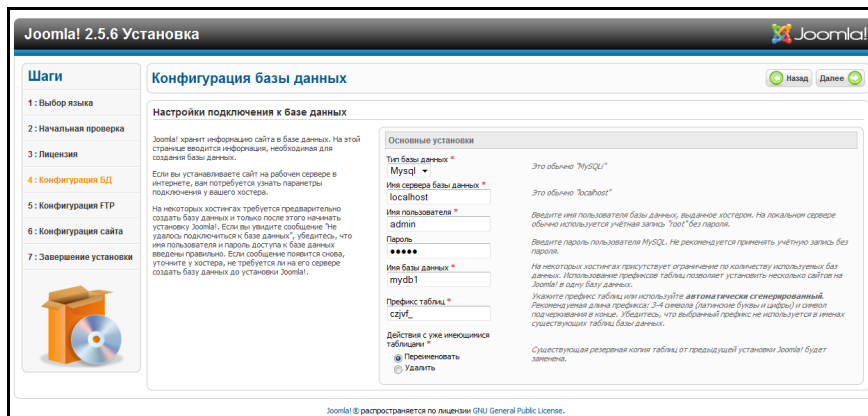 Joomla! 2.5.6 Установка
Joomla!
Шаги
1 : Выбор языка
2 : Начальная проверка
3 : Лицензия
4 : Конфигурация БД
5 : Конфигурация FTP
6 : Конфигурация сайта
7 : Завершение установки
Конфигурация базы данных
Назад
Далее
Настройки подключения к базе данных
Joomla! хранит информацию сайта в базе данных. На этой
странице вводится информация, необходимая для
создания базы данных.
Если вы устанавливаете сайт на рабочем сервере в
интернете, вам потребуется узнать параметры
подключения у вашего хостера.
На некоторых хостингах требуется предварительно
создать базу данных и только после этого начинать
установку Joomla!. Если вы увидите сообщение "Не
удалось подключиться к базе данных", убедитесь, что
имя пользователя и пароль доступа к базе данных
введены правильно. Если сообщение появится снова,
уточните у хостера, не требуется ли на его сервере
создать базу данных до установки Joomla!.
Основные установки
Тип базы данных *
Mysql
Это обычно "MySQLi"
Имя сервера базы данных *
localhost
Это обычно "localhost"
Имя пользователя *
admin
Введите имя пользователя базы данных, выданное хостером. На локальном сервере
обычно используется учётная запись "root" без пароля.
Пароль
•••••
Введите пароль пользователя MySQL. Не рекомендуется применять учётную запись без
пароля.
Имя базы данных *
mydb1
На некоторых хостингах присутствует ограничение по количеству используемых баз
данных. Использование префиксов таблиц позволяет установить несколько сайтов на
Joomla! в одну базу данных.
Префикс таблиц *
czjvf_
Укажите префикс таблиц или используйте автоматически сгенерированный.
Рекомендуемая длина префикса: 3-4 символа (латинские буквы и цифры) и символ
подчеркивания в конце. Убедитесь, что выбранный префикс не используется в именах
существующих таблиц базы данных.
Действия с уже имеющимися
таблицами *
Переименовать
Удалить
Существующая резервная копия таблиц от предыдущей установки Joomla! будет
заменена.
Joomla! ® распространяется по лицензии GNU General Public License.